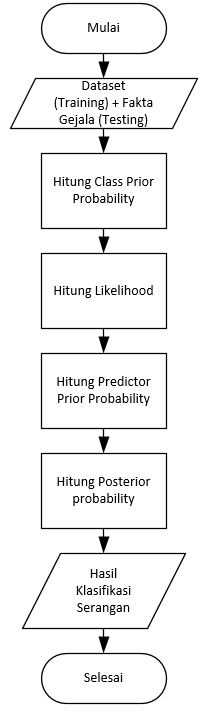 Mulai
Dataset
(Training) + Fakta
Gejala (Testing)
Hitung Class Prior
Probability
Hitung Likelihood
Hitung Predictor
Prior Probability
Hitung Posterior
probability
Hasil
Klasifikasi
Serangan
Selesai